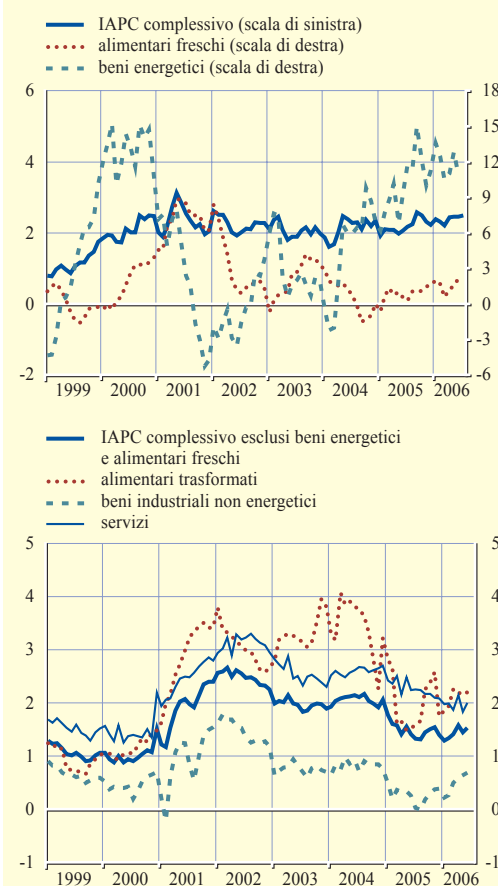 IAPC complessivo (scala di sinistra)
alimentari freschi (scala di destra)
beni energetici (scala di destra)
6 18
15
4 12
9
2 6
3
0 0
-3
-2 -6
1999 2000 2001 2002 2003 2004 2005 2006
IAPC complessivo esclusi beni energetici
e alimentari freschi
alimentari trasformati
beni industriali non energetici
servizi
5 5
4 4
3 3
2 2
1 1
0 0
-1 -1
1999 2000 2001 2002 2003 2004 2005 2006